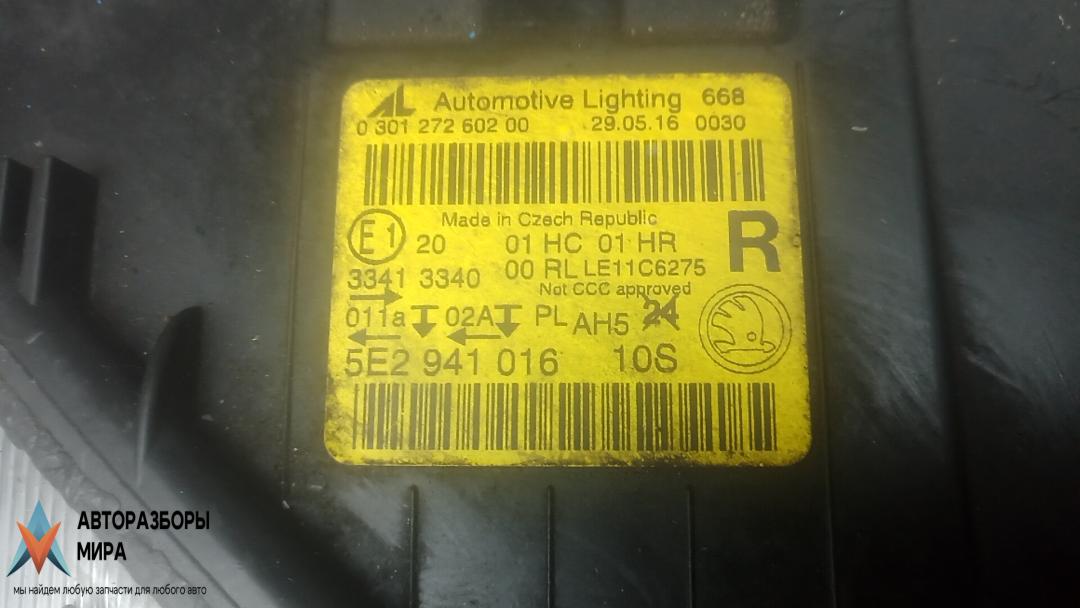 AL Automotive Lighting 668
0 301 272 602 00 29.05.16 0030
Made in Czech Republic
E1 20 01 HC 01 HR R
3341 3340 00 RL LE11C6275
Not CCC approved
011a 02A PL AH5 24
5E2 941 016 10S
АВТОРАЗБОРЫ
МИРА
мы найдем любую запчасти для любого авто